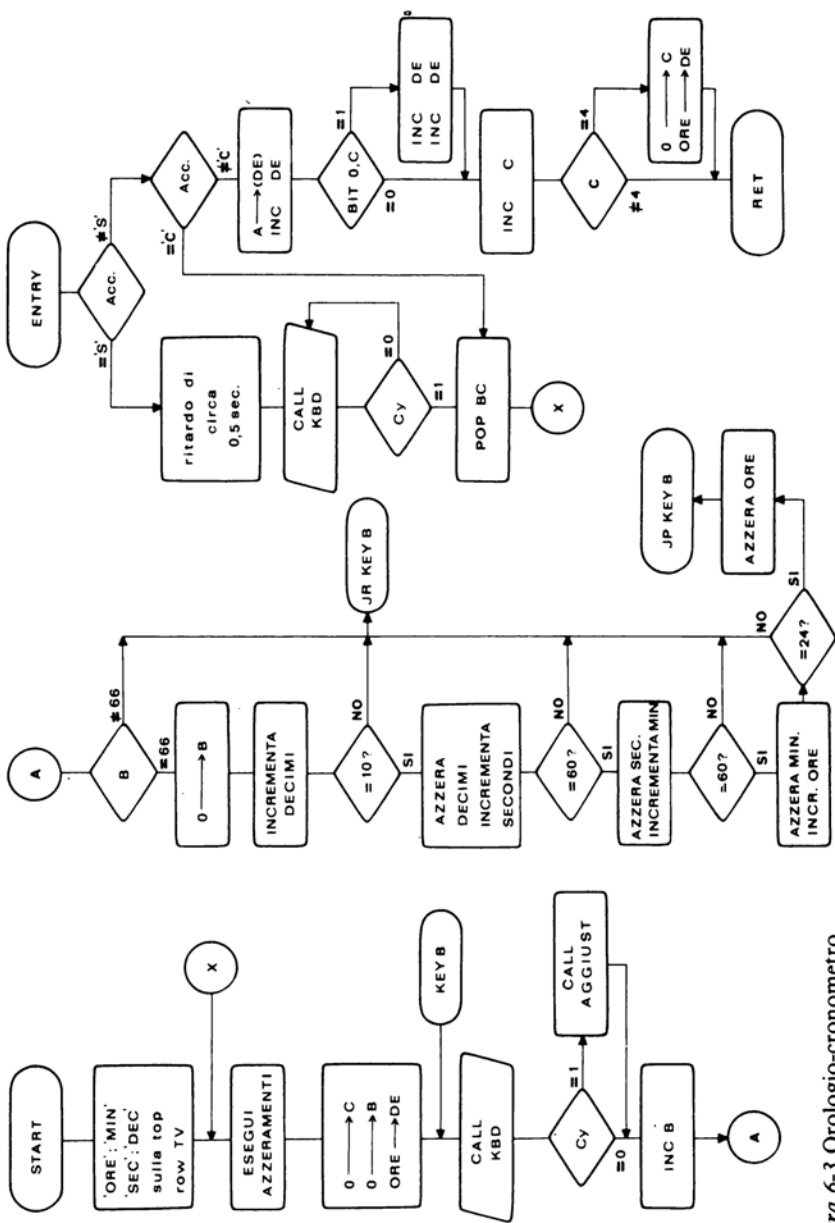 START
'ORE':'MIN'
'SEC':'DEC'
sulla top
row TV
X
ESEGUI
AZZERAMENTI
0 → C
0 → B
ORE → DE
KEY B
CALL
KBD
Cy
=1
=0
CALL
AGGIUST
INC B
A
A
B
≠66
=66
0 → B
INCREMENTA
DECIMI
=10?
NO
SI
AZZERA
DECIMI
INCREMENTA
SECONDI
=60?
NO
SI
AZZERA SEC.
INCREMENTA MIN
=60?
NO
SI
AZZERA MIN.
INCR. ORE
=24?
NO
SI
AZZERA ORE
JP KEY B
JR KEY B
ENTRY
Acc.
='S'
≠'S'
ritardo di
circa
0,5 sec.
CALL
KBD
Cy
=0
=1
POP BC
X
Acc.
='C'
≠'C'
A → (DE)
INC DE
BIT 0,C
=1
=0
INC DE
INC DE
INC C
C
=4
≠4
0 → C
ORE → DE
RET
ra 6-3 Orologio-cronometro